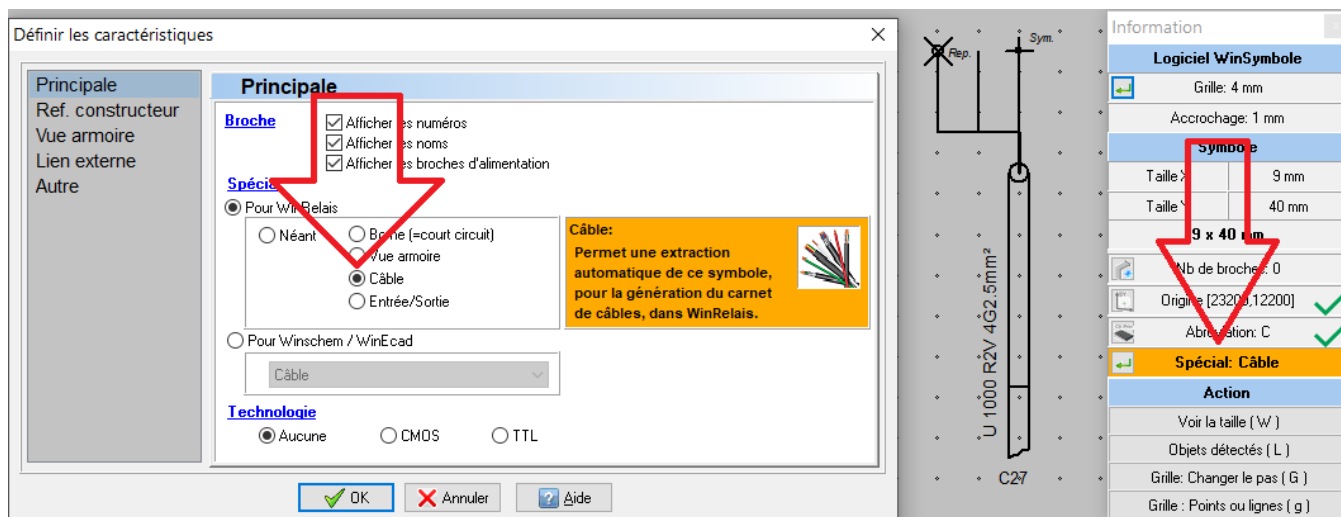 Définir les caractéristiques
Principale
Ref. constructeur
Vue armoire
Lien externe
Autre
Principale
Broche
Afficher les numéros
Afficher les noms
Afficher les broches d'alimentation
Spécial
Pour WinRelais
Néant
Borne (=court circuit)
Vue armoire
Câble
Entrée/Sortie
Câble:
Permet une extraction
automatique de ce symbole,
pour la génération du carnet
de câbles, dans WinRelais.
Pour Winschem / WinEcad
Câble
Technologie
Aucune
CMOS
TTL
OK
Annuler
Aide
Rep.
Sym.
U 1000 R2V 4G2.5mm²
C27
Information
Logiciel WinSymbole
Grille: 4 mm
Accrochage: 1 mm
Symbole
Taille X
9 mm
Taille Y
40 mm
9 x 40 mm
Nb de broches: 0
Origine [23200,12200]
Abréviation: C
Spécial: Câble
Action
Voir la taille ( W )
Objets détectés ( L )
Grille: Changer le pas ( G )
Grille : Points ou lignes ( g )